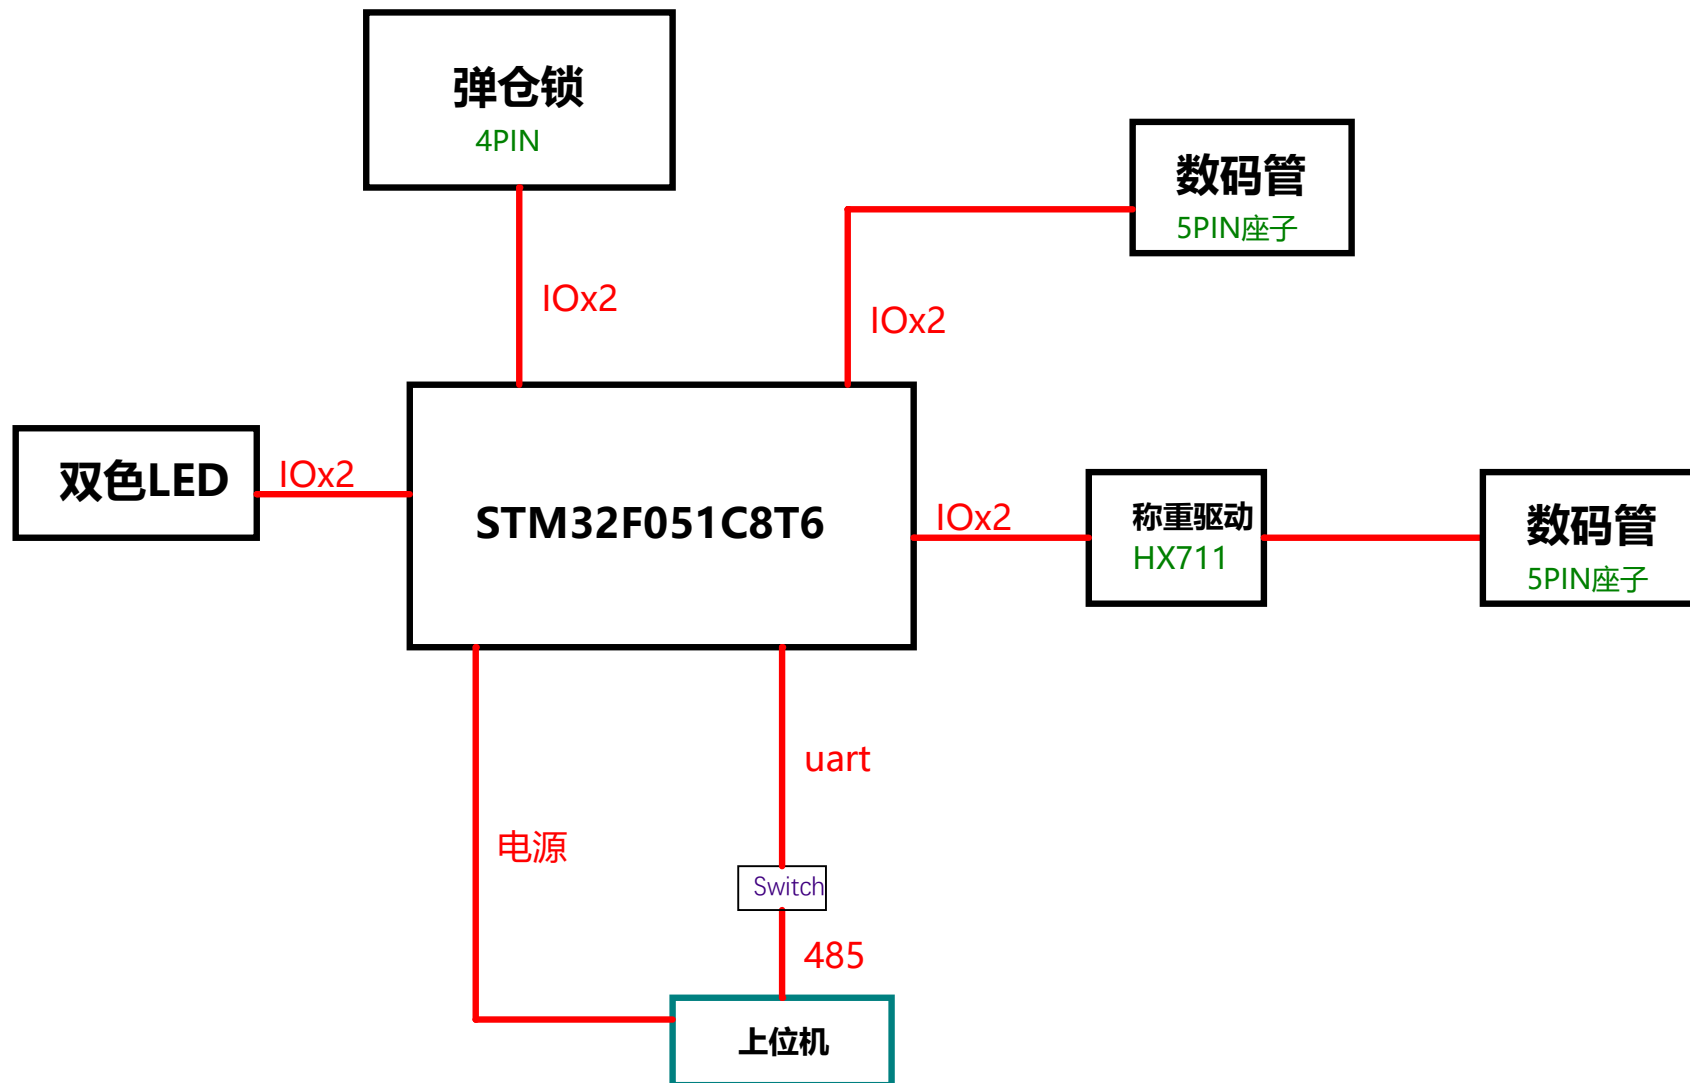 弹仓锁
4PIN
数码管
5PIN座子
IOx2
IOx2
双色LED
IOx2
STM32F051C8T6
IOx2
称重驱动
HX711
数码管
5PIN座子
uart
电源
Switch
485
上位机